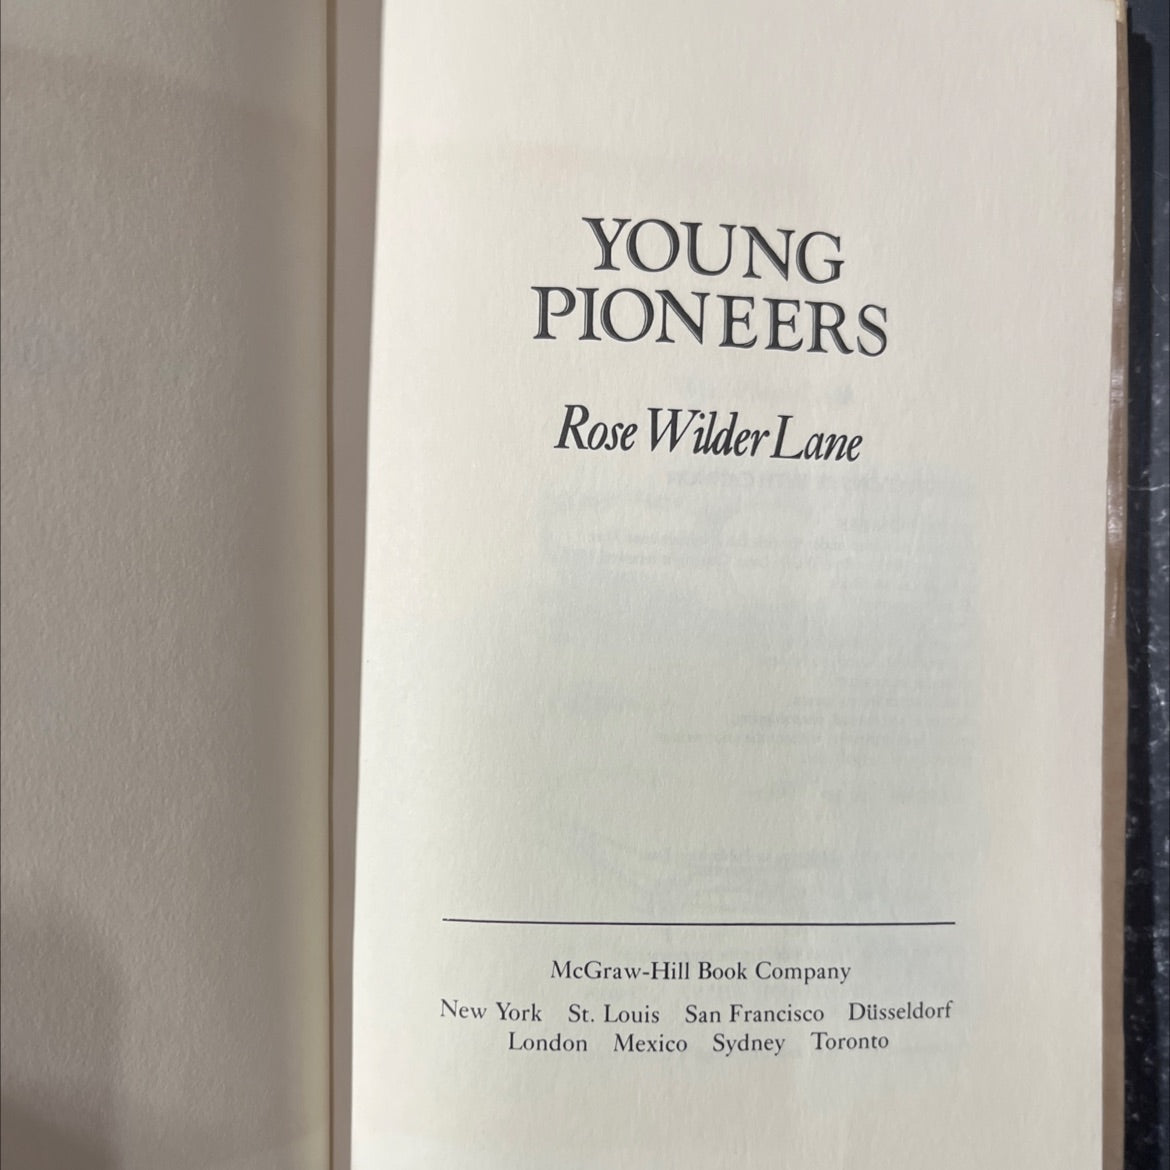 YOUNG
PIONEERS
Rose Wilder Lane
McGraw-Hill Book Company
New York St. Louis San Francisco Düsseldorf
London Mexico Sydney Toronto